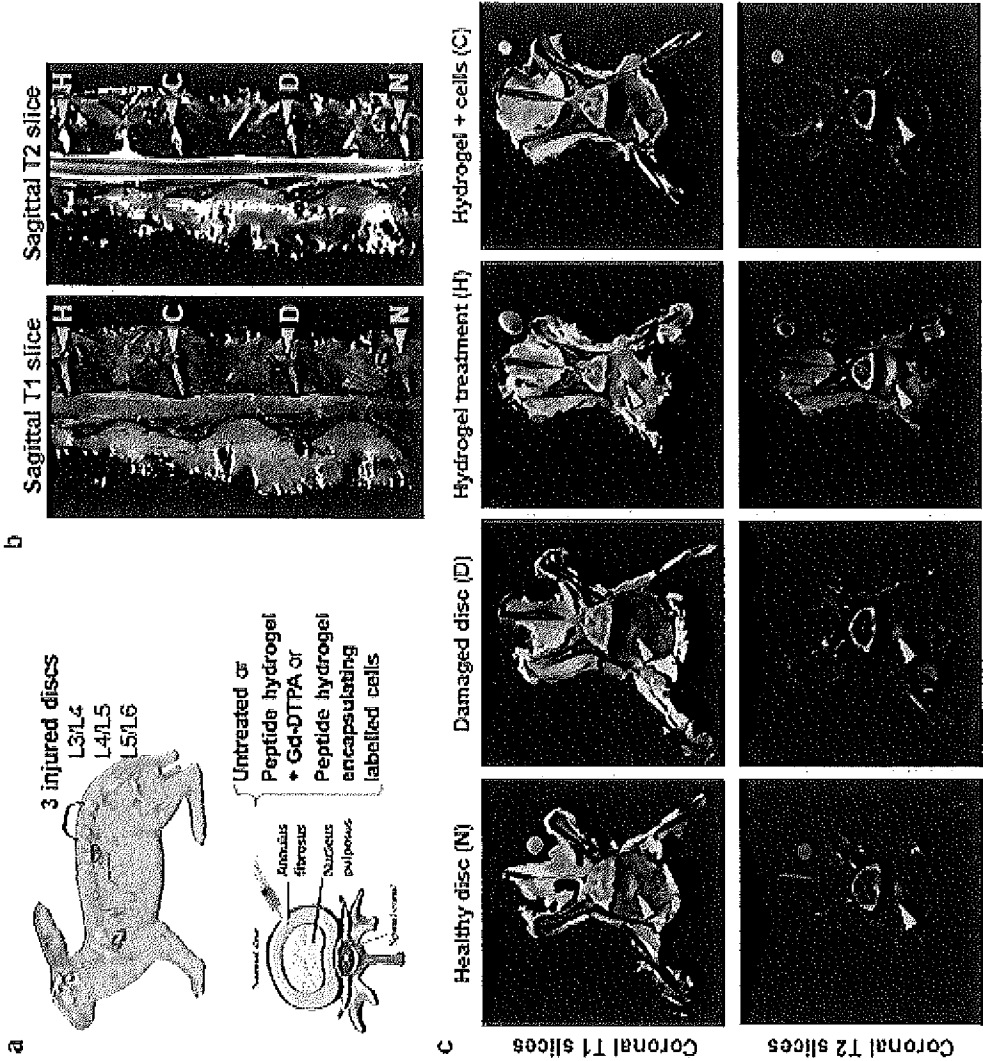 a
3 injured discs
L3/L4
L4/L5
L5/L6
Annulus
fibrosus
Nucleus
pulposus
Untreated or
Peptide hydrogel
+ Gd-DTPA or
Peptide hydrogel
encapsulating
labelled cells
b
Sagittal T1 slice
H
C
D
N
Sagittal T2 slice
H
C
D
N
c
Healthy disc (N)
Damaged disc (D)
Hydrogel treatment (H)
Hydrogel + cells (C)
Coronal T1 slices
Coronal T2 slices